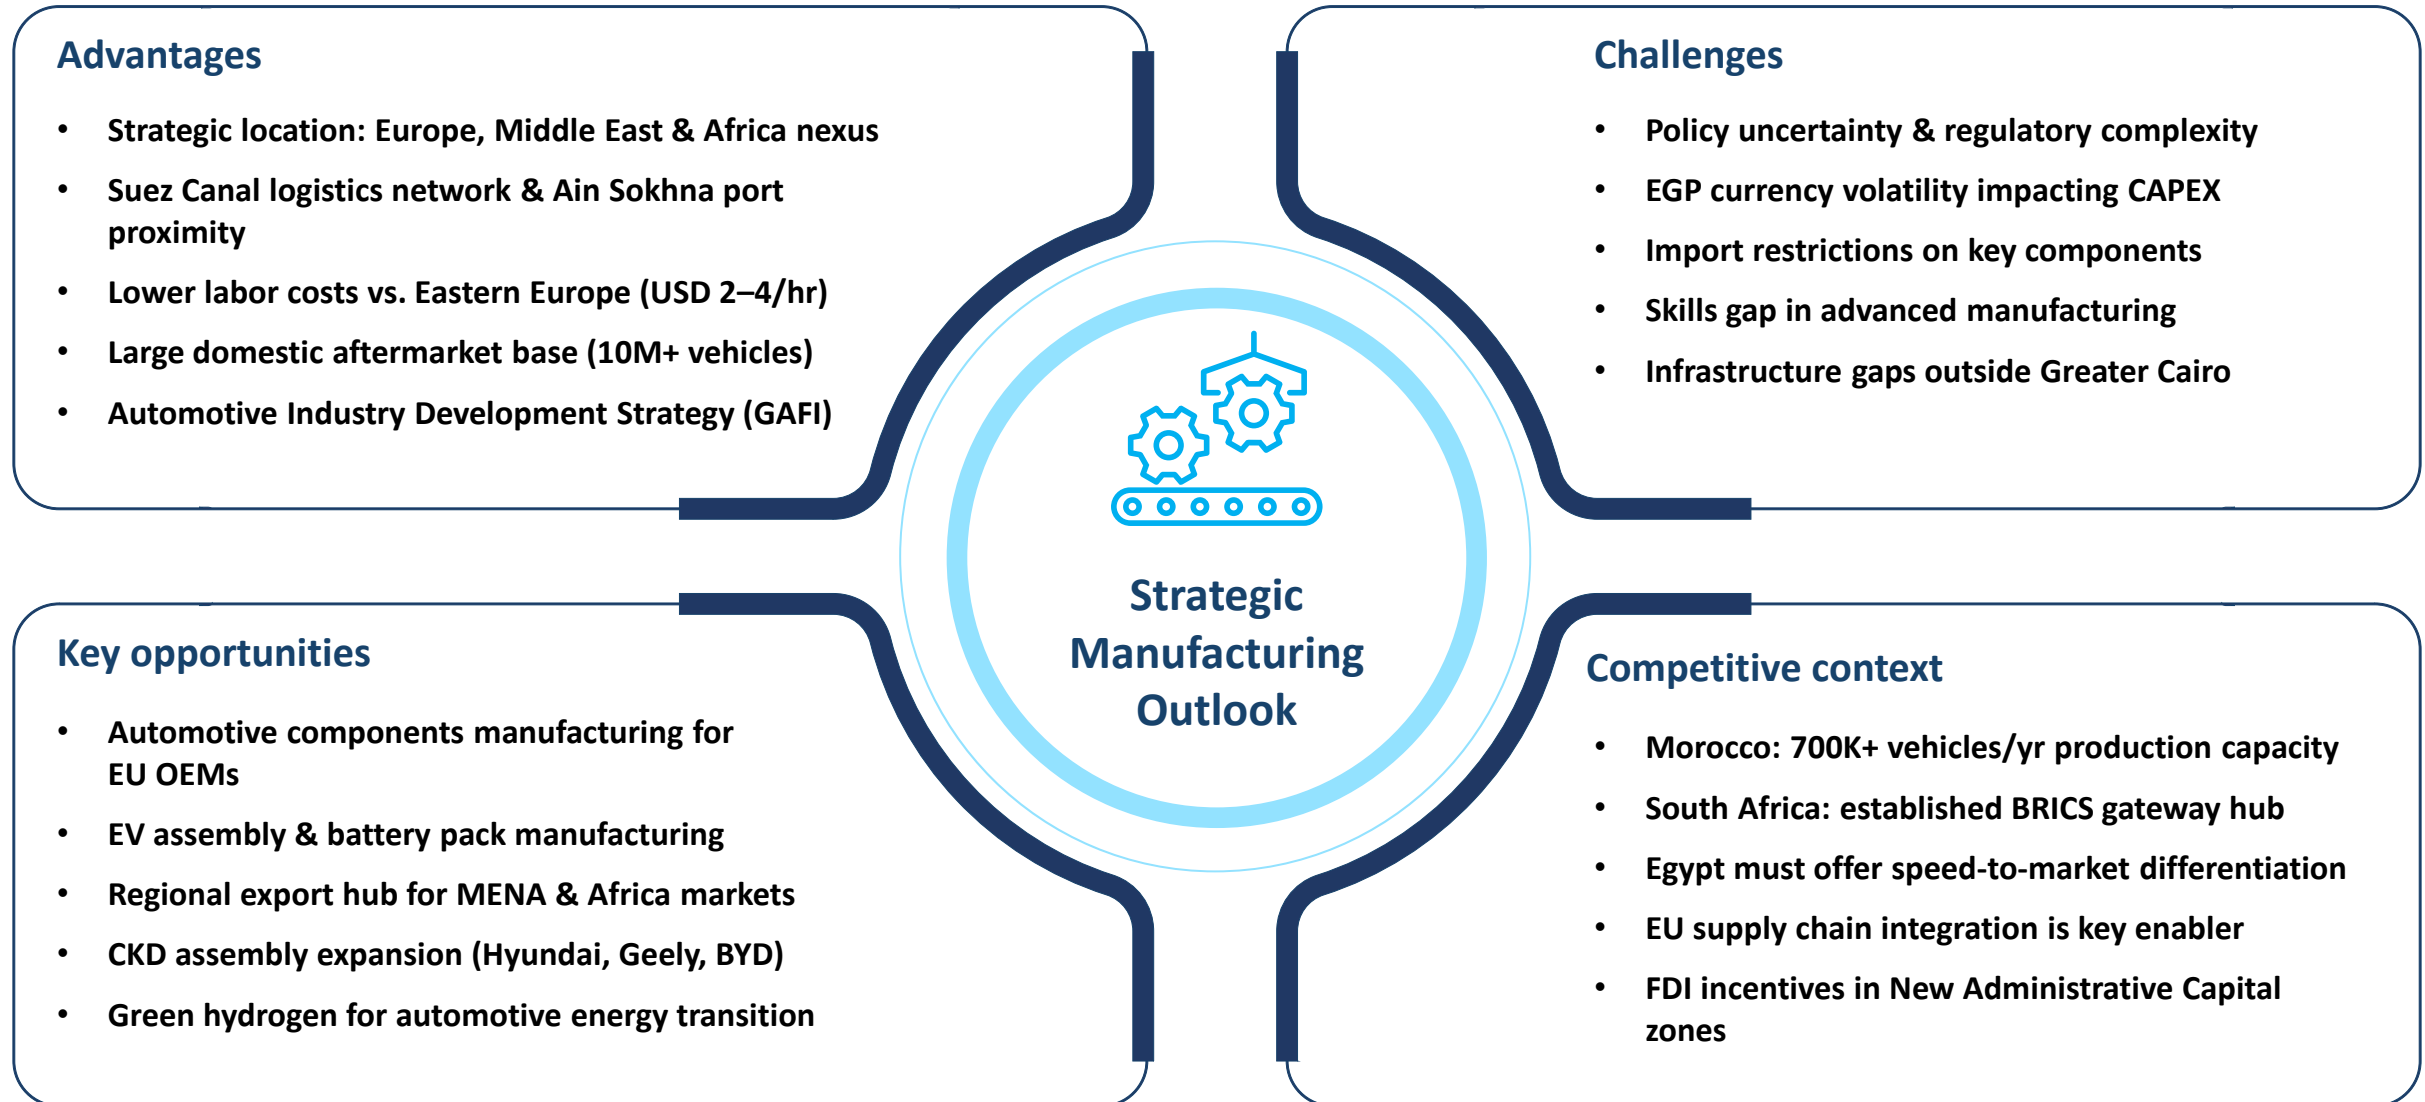 Advantages
• Strategic location: Europe, Middle East & Africa nexus
• Suez Canal logistics network & Ain Sokhna port
proximity
• Lower labor costs vs. Eastern Europe (USD 2–4/hr)
• Large domestic aftermarket base (10M+ vehicles)
• Automotive Industry Development Strategy (GAFI)
Challenges
• Policy uncertainty & regulatory complexity
• EGP currency volatility impacting CAPEX
• Import restrictions on key components
• Skills gap in advanced manufacturing
• Infrastructure gaps outside Greater Cairo
Strategic
Manufacturing
Outlook
Key opportunities
• Automotive components manufacturing for
EU OEMs
• EV assembly & battery pack manufacturing
• Regional export hub for MENA & Africa markets
• CKD assembly expansion (Hyundai, Geely, BYD)
• Green hydrogen for automotive energy transition
Competitive context
• Morocco: 700K+ vehicles/yr production capacity
• South Africa: established BRICS gateway hub
• Egypt must offer speed-to-market differentiation
• EU supply chain integration is key enabler
• FDI incentives in New Administrative Capital
zones